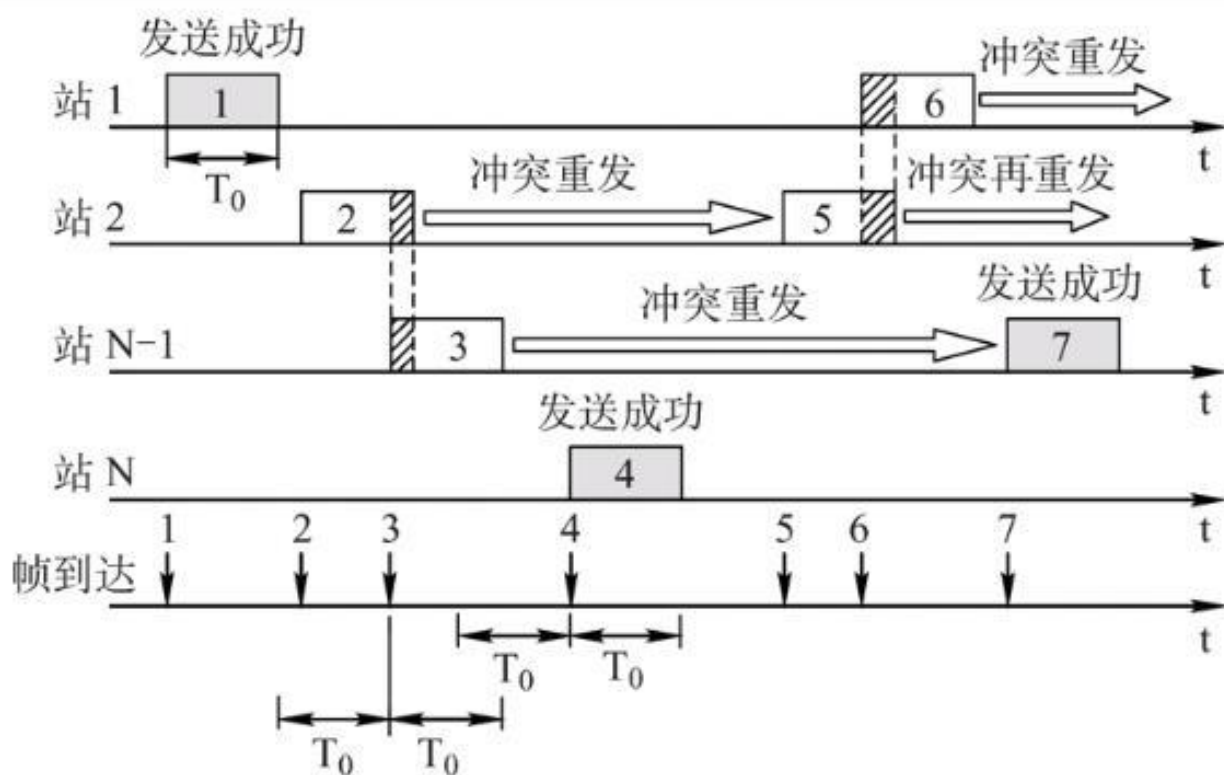 发送成功
站 1
1
6
冲突重发
t
T₀
站 2
2
冲突重发
5
冲突再重发
t
站 N-1
3
冲突重发
发送成功
7
t
发送成功
站 N
4
t
1 2 3 4 5 6 7
帧到达
t
T₀ T₀
T₀ T₀